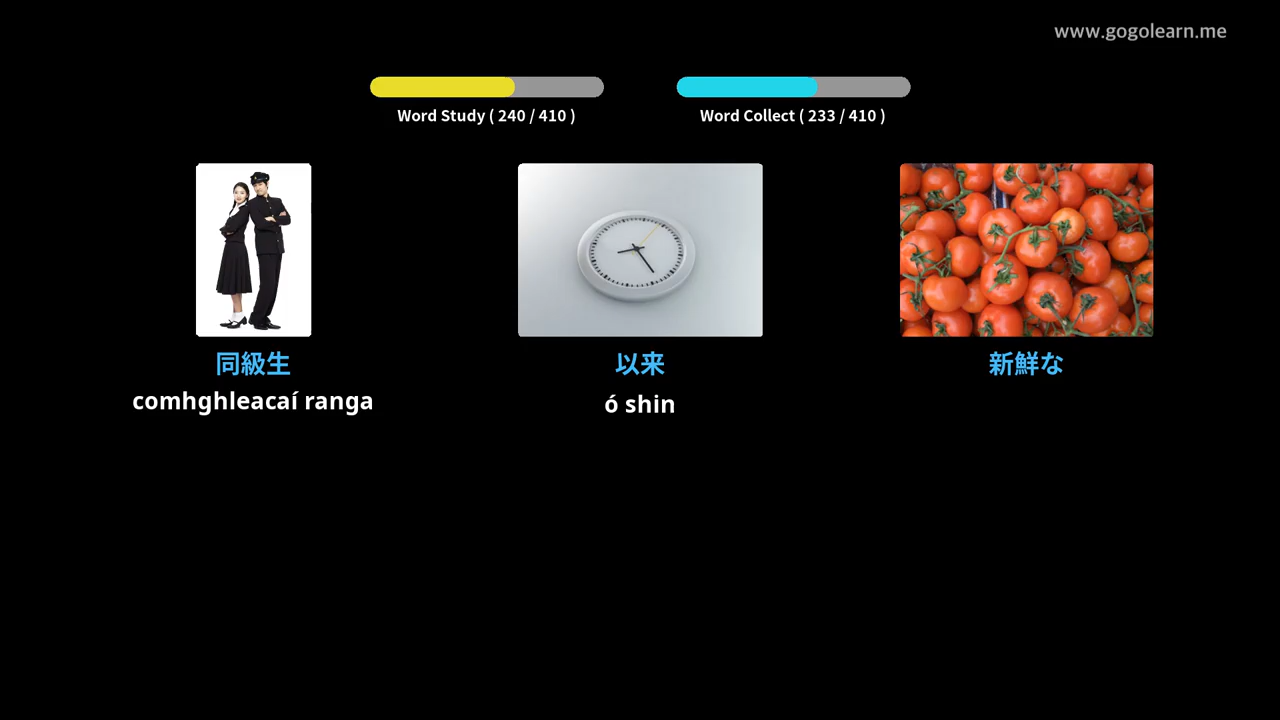 www.gogolearn.me
Word Study ( 240 / 410 )
Word Collect ( 233 / 410 )
同級生
以来
新鮮な
comhghleacaí ranga
ó shin